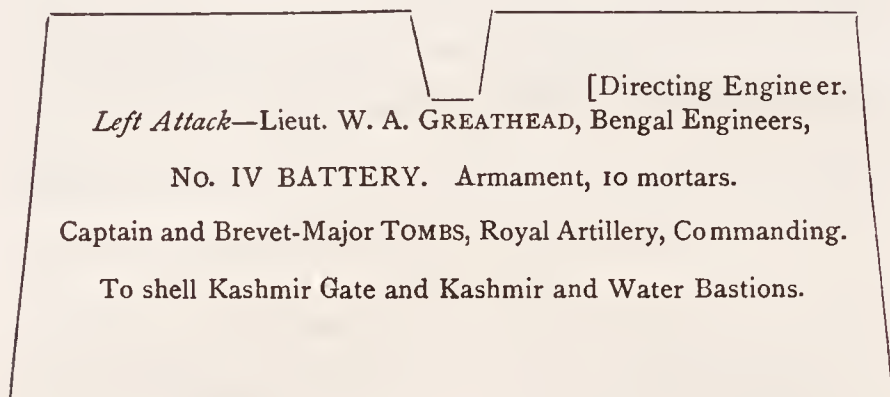 [Directing Engineer.
Left Attack—Lieut. W. A. GREATHEAD, Bengal Engineers,
No. IV BATTERY. Armament, 10 mortars.
Captain and Brevet-Major TOMBS, Royal Artillery, Commanding.
To shell Kashmir Gate and Kashmir and Water Bastions.